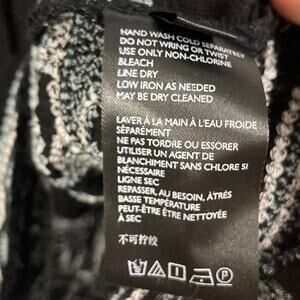 HAND WASH COLD SEPARATELY
DO NOT WRING OR TWIST
USE ONLY NON-CHLORINE
BLEACH
LINE DRY
LOW IRON AS NEEDED
MAY BE DRY CLEANED
LAVER À LA MAIN À L'EAU FROIDE
SÉPARÉMENT
NE PAS TORDRE OU ESSORER
UTILISER UN AGENT DE
BLANCHIMENT SANS CHLORE SI
NÉCESSAIRE
LIGNE SEC
REPASSER, AU BESOIN, À TRÉS
BASSE TEMPÉRATURE
PEUT-ÊTRE ÊTRE NETTOYÉE
À SEC
不可拧绞